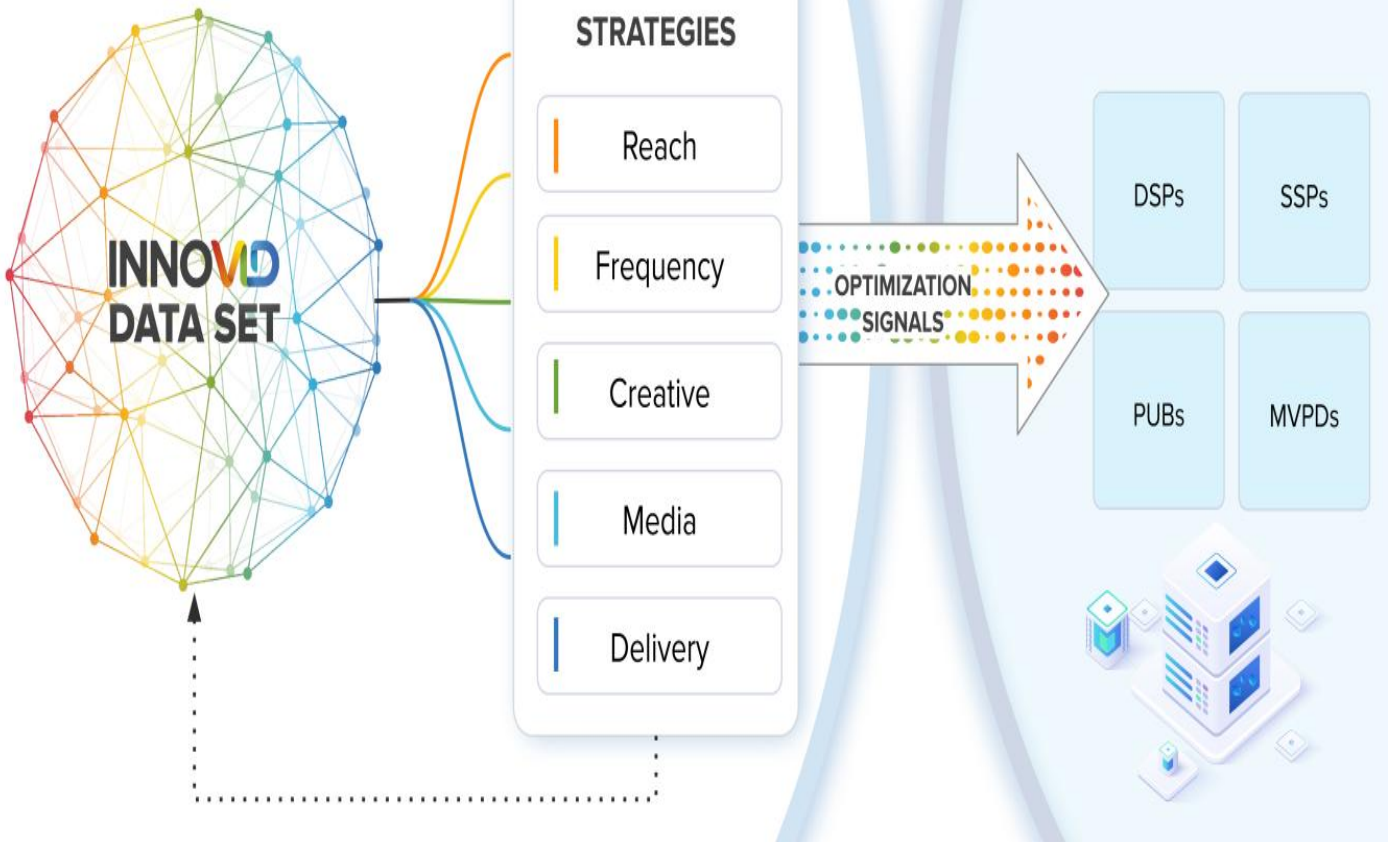 INNOVID
DATA SET
STRATEGIES
Reach
Frequency
Creative
Media
Delivery
OPTIMIZATION
SIGNALS
DSPs
SSPs
PUBs
MVPDs